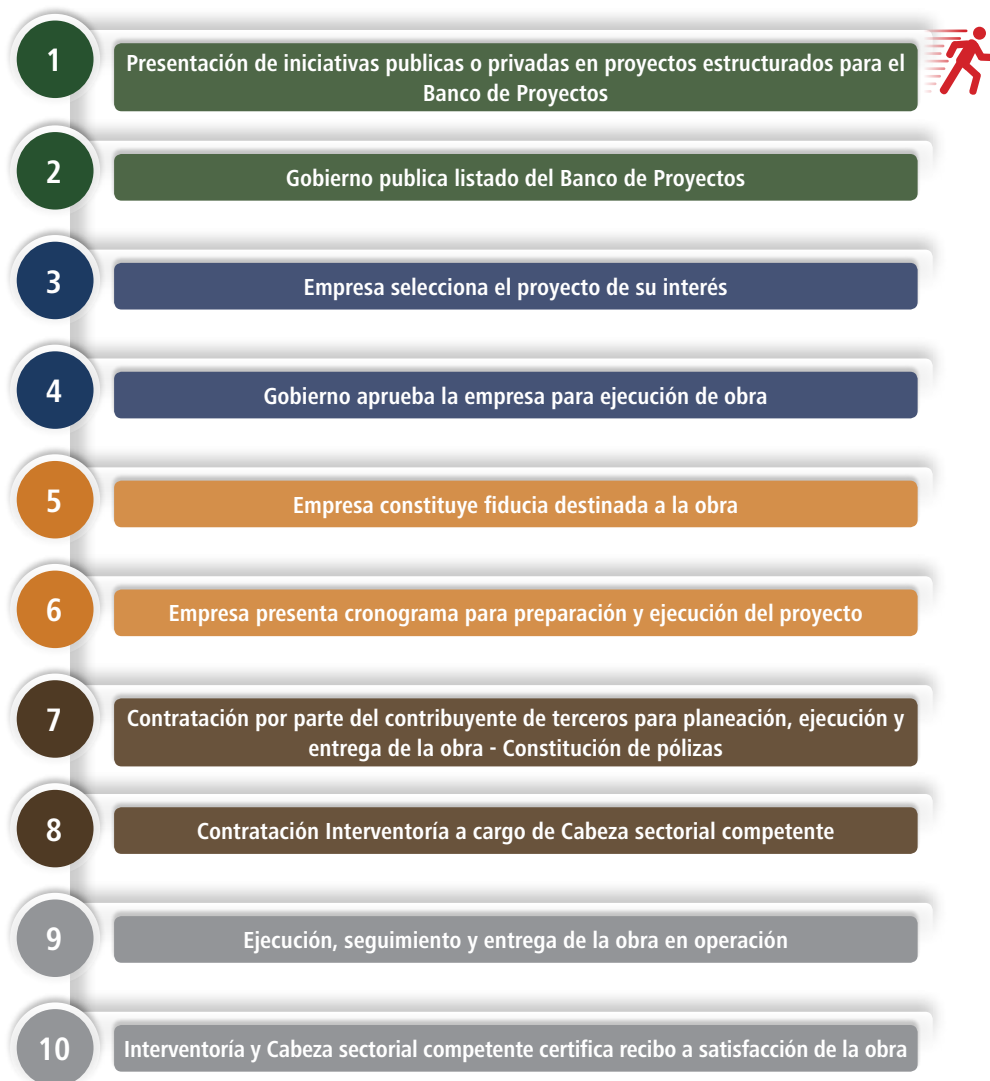 1
Presentación de iniciativas publicas o privadas en proyectos estructurados para el
Banco de Proyectos
2
Gobierno publica listado del Banco de Proyectos
3
Empresa selecciona el proyecto de su interés
4
Gobierno aprueba la empresa para ejecución de obra
5
Empresa constituye fiducia destinada a la obra
6
Empresa presenta cronograma para preparación y ejecución del proyecto
7
Contratación por parte del contribuyente de terceros para planeación, ejecución y
entrega de la obra - Constitución de pólizas
8
Contratación Interventoría a cargo de Cabeza sectorial competente
9
Ejecución, seguimiento y entrega de la obra en operación
10
Interventoría y Cabeza sectorial competente certifica recibo a satisfacción de la obra